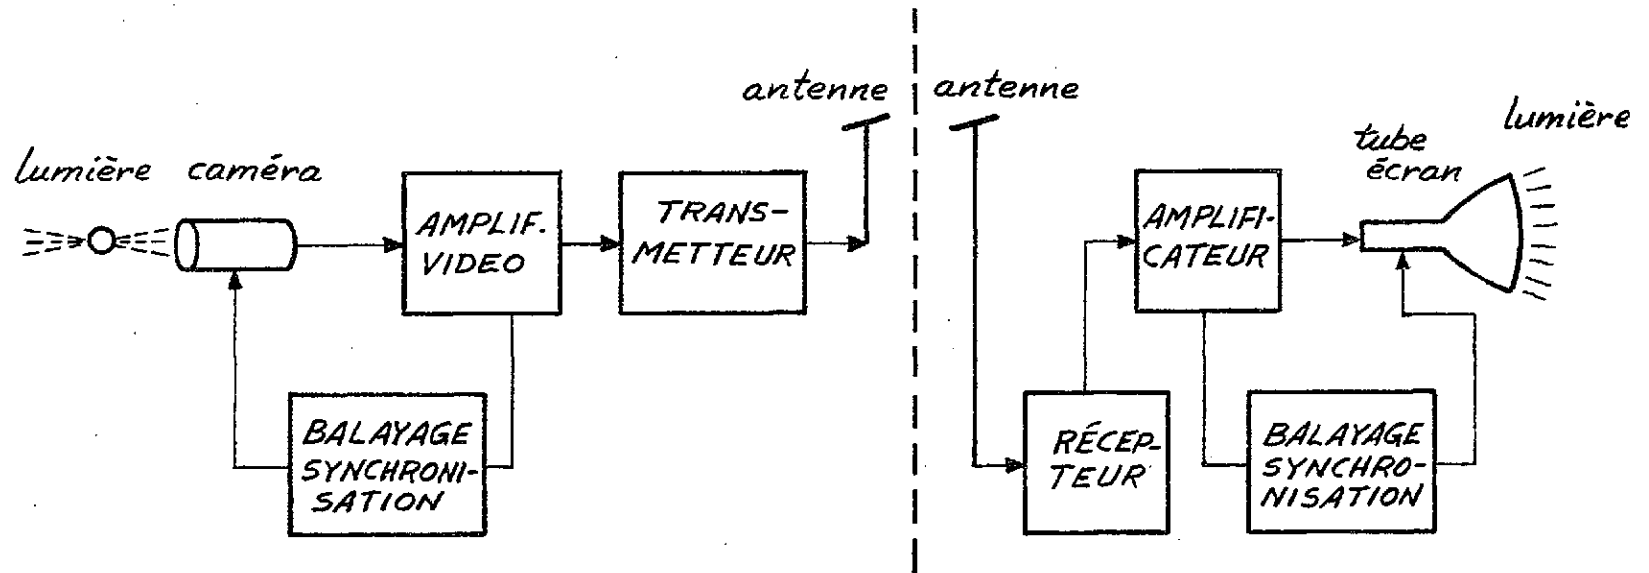 lumière
caméra
AMPLIF.
VIDEO
TRANS-
METTEUR
antenne
BALAYAGE
SYNCHRONI-
SATION
antenne
RÉCEP-
TEUR
AMPLIFI-
CATEUR
tube
écran
lumière
BALAYAGE
SYNCHRO-
NISATION